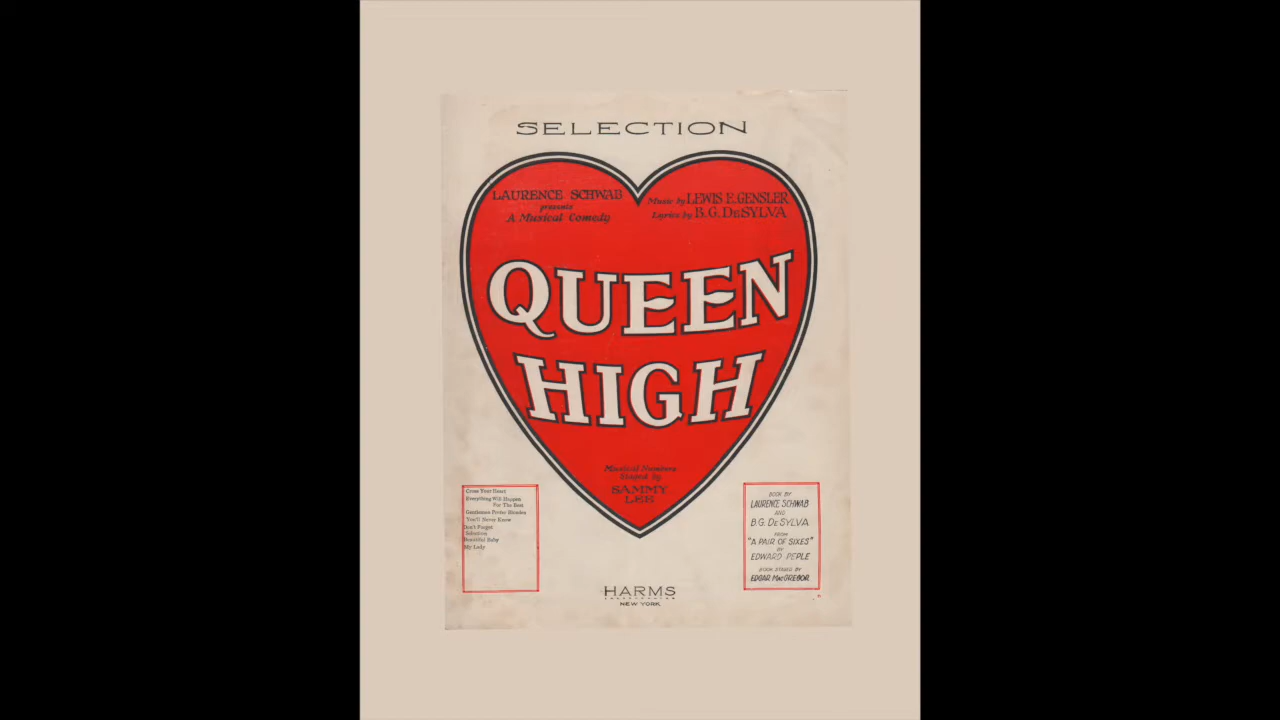 SELECTION
LAURENCE SCHWAB
presents
A Musical Comedy
Music by LEWIS E. GENSLER
Lyrics by B.G. DeSYLVA
QUEEN
HIGH
Musical Numbers
Staged by
SAMMY
LEE
Cross Your Heart
Everything Will Happen
For The Best
Gentlemen Prefer Blondes
You'll Never Know
Don't Forget
Selection
Beautiful Baby
My Lady
BOOK BY
LAURENCE SCHWAB
AND
B.G. DeSYLVA
FROM
"A PAIR OF SIXES"
BY
EDWARD PEPLE
BOOK STAGED BY
EDGAR MacGREGOR
HARMS
NEW YORK